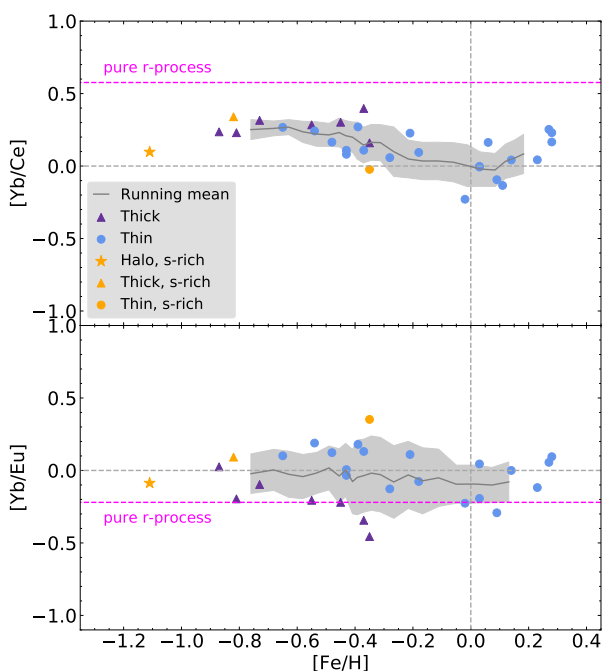 1.0
0.5
0.0
−0.5
−1.0
[Yb/Ce]
pure r-process
Running mean
Thick
Thin
Halo, s-rich
Thick, s-rich
Thin, s-rich
1.0
0.5
0.0
−0.5
−1.0
[Yb/Eu]
pure r-process
−1.2 −1.0 −0.8 −0.6 −0.4 −0.2 0.0 0.2 0.4
[Fe/H]